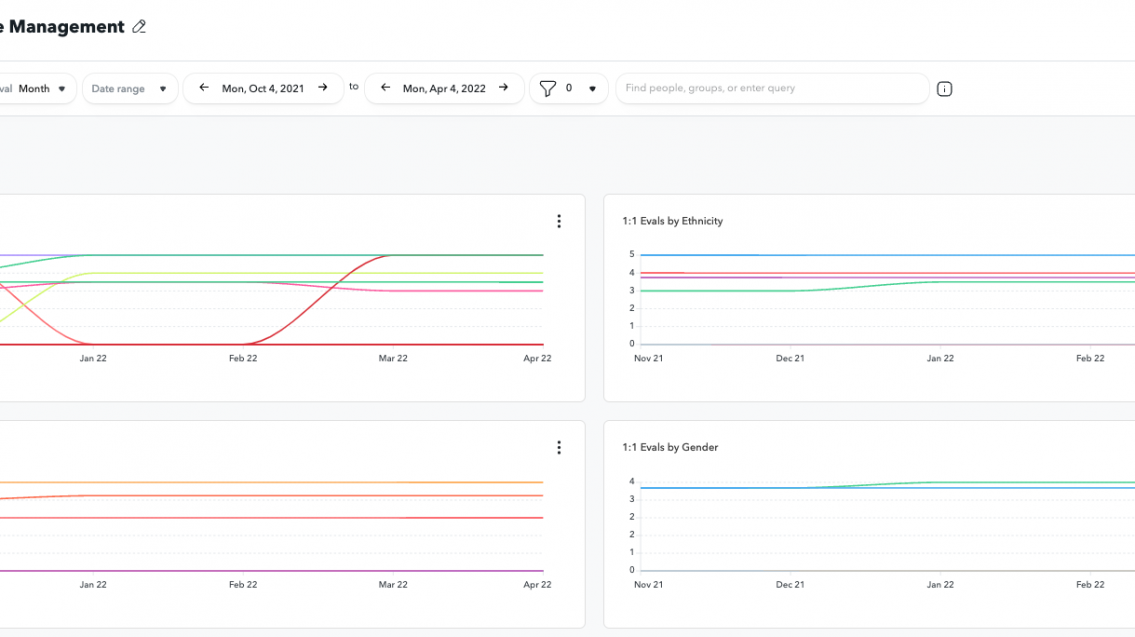 e Management
val Month Date range Mon, Oct 4, 2021 to Mon, Apr 4, 2022 0 Find people, groups, or enter query
1:1 Evals by Ethnicity
5
4
3
2
1
0
Jan 22 Feb 22 Mar 22 Apr 22
Nov 21 Dec 21 Jan 22 Feb 22
1:1 Evals by Gender
4
3
2
2
1
0
Jan 22 Feb 22 Mar 22 Apr 22
Nov 21 Dec 21 Jan 22 Feb 22